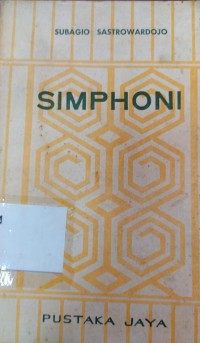 SUBAGIO SASTROWARDOJO
SIMPHONI
PUSTAKA JAYA